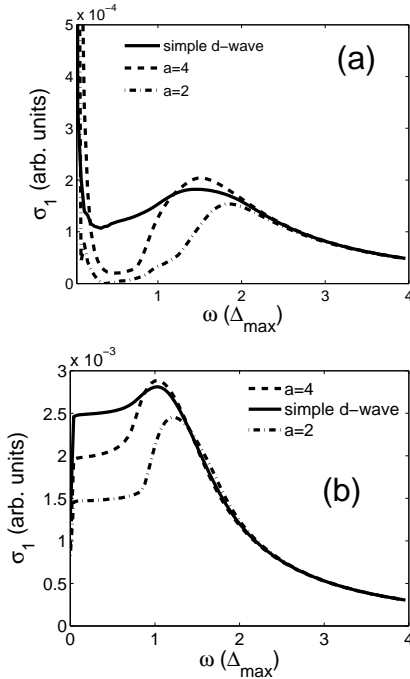 5 x 10⁻⁴
simple d−wave
a=4
a=2
(a)
4
3
2
1
0
σ₁ (arb. units)
0 1 2 3 4
ω (Δmax)
x 10⁻³
3
a=4
simple d−wave
a=2
2.5
2
1.5
(b)
1
0.5
0
σ₁ (arb. units)
0 1 2 3 4
ω (Δmax)